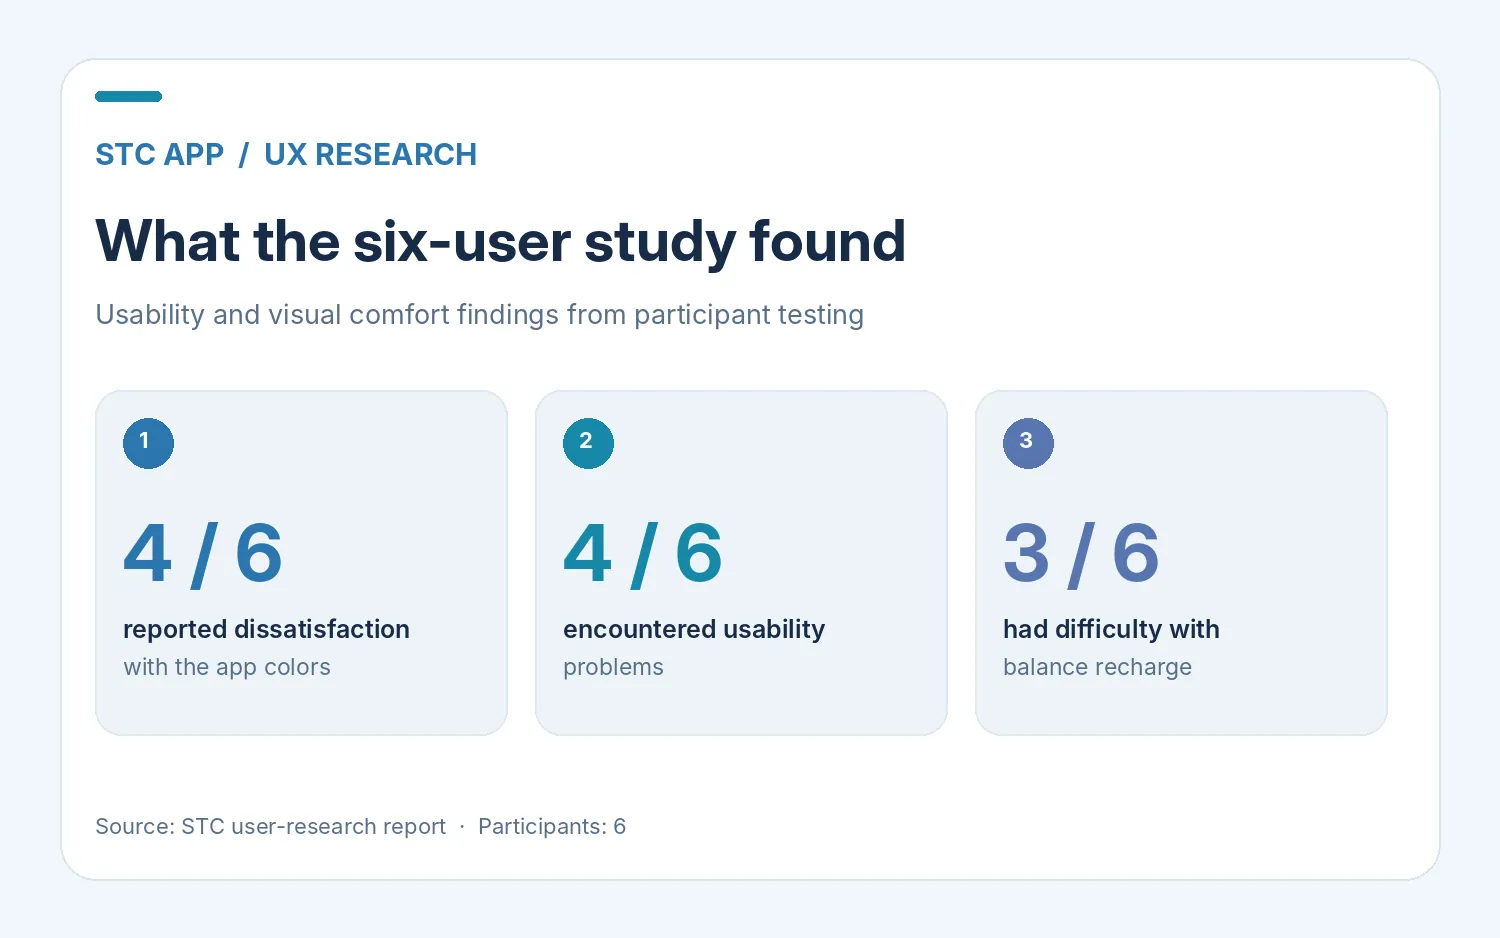 STC APP / UX RESEARCH
What the six-user study found
Usability and visual comfort findings from participant testing
1
4 / 6
reported dissatisfaction
with the app colors
2
4 / 6
encountered usability
problems
3
3 / 6
had difficulty with
balance recharge
Source: STC user-research report · Participants: 6